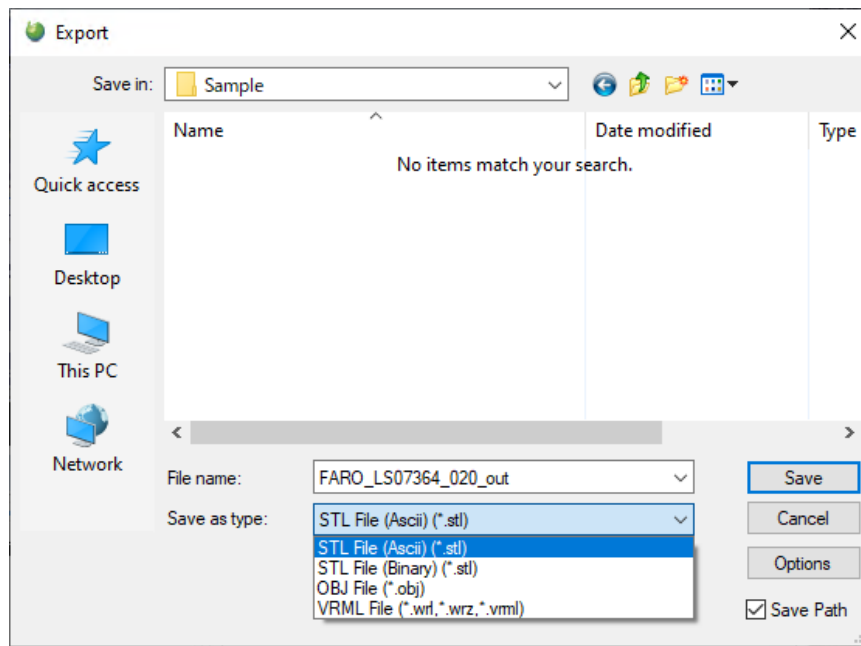 Export
Save in: Sample
Name Date modified Type
No items match your search.
Quick access
Desktop
This PC
Network
File name: FARO_LS07364_020_out Save
Save as type: STL File (Ascii) (*.stl) Cancel
STL File (Ascii) (*.stl)
STL File (Binary) (*.stl) Options
OBJ File (*.obj)
VRML File (*.wrl,*.wrz,*.vrml) Save Path